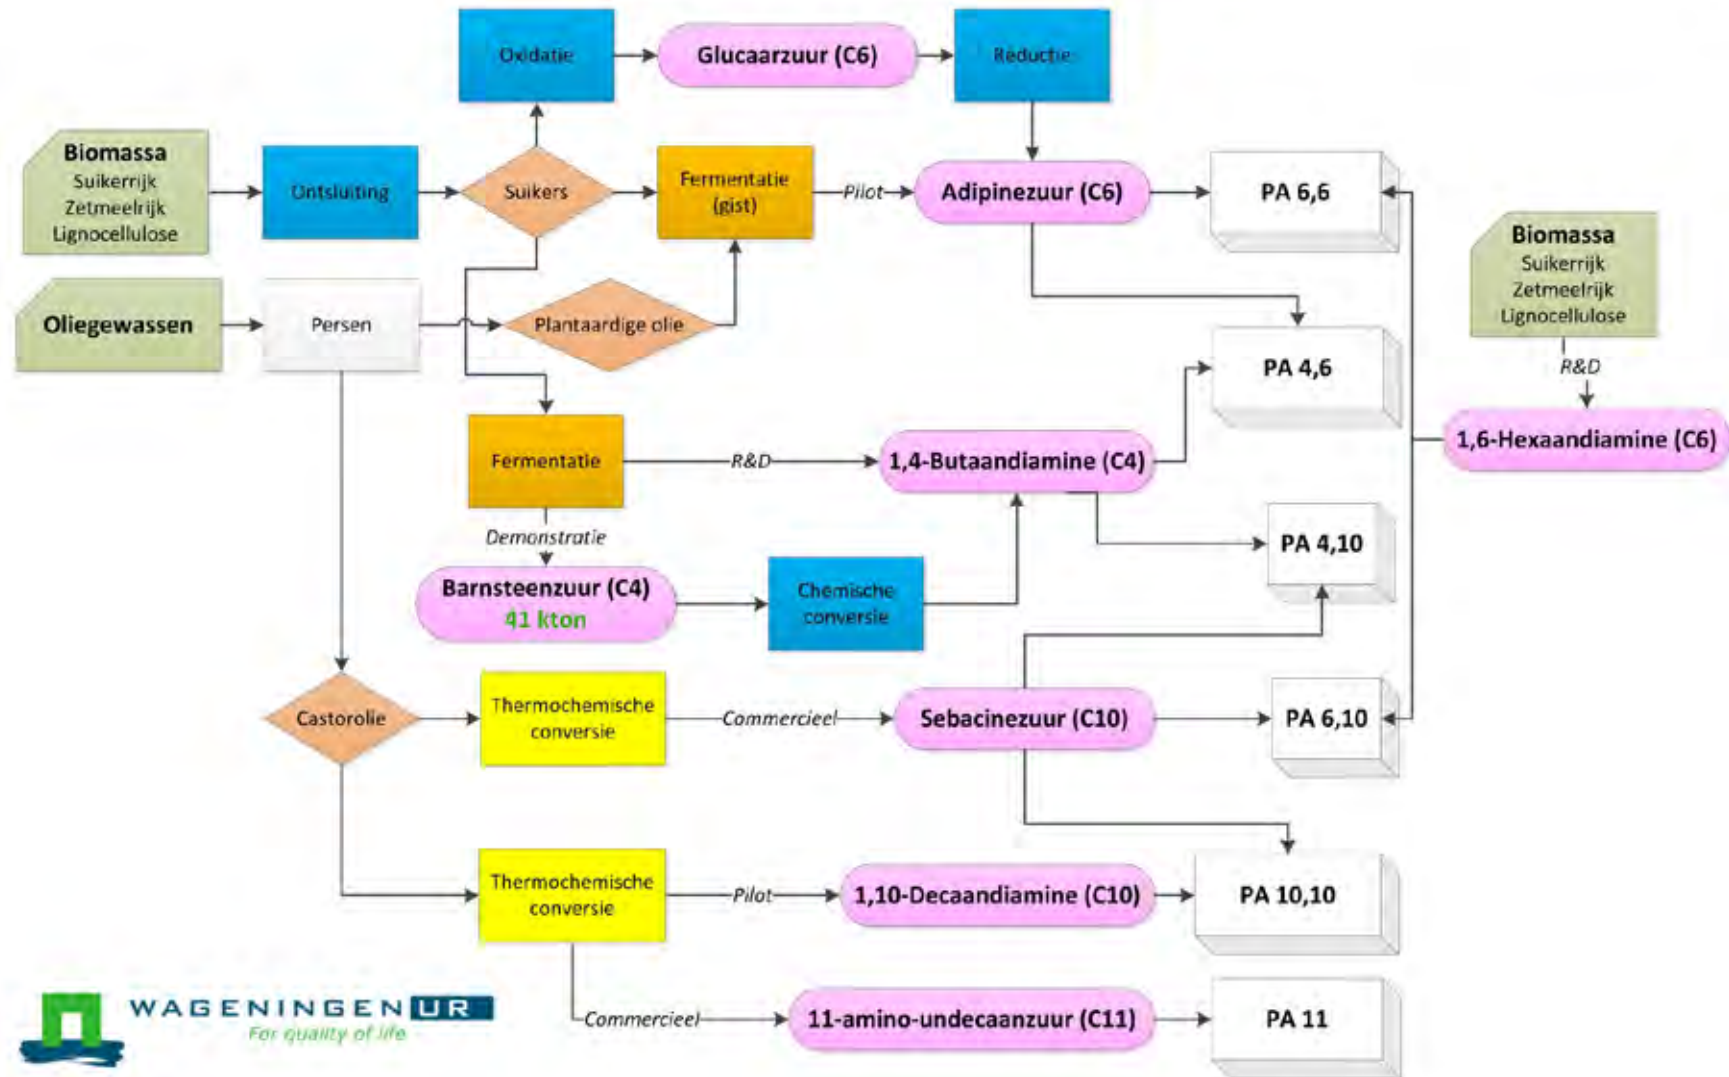 Oxidatie
Glucaarzuur (C6)
Reductie
Biomassa
Suikerrijk
Zetmeelrijk
Lignocellulose
Ontsluiting
Suikers
Fermentatie
(gist)
Pilot
Adipinezuur (C6)
PA 6,6
Biomassa
Suikerrijk
Zetmeelrijk
Lignocellulose
R&D
Oliegewassen
Persen
Plantaardige olie
PA 4,6
1,6-Hexaandiamine (C6)
Fermentatie
R&D
1,4-Butaandiamine (C4)
Demonstratie
PA 4,10
Barnsteenzuur (C4)
41 kton
Chemische
conversie
Castorolie
Thermochemische
conversie
Commercieel
Sebacinezuur (C10)
PA 6,10
Thermochemische
conversie
Pilot
1,10-Decaandiamine (C10)
PA 10,10
Commercieel
11-amino-undecaanzuur (C11)
PA 11
WAGENINGEN UR
For quality of life